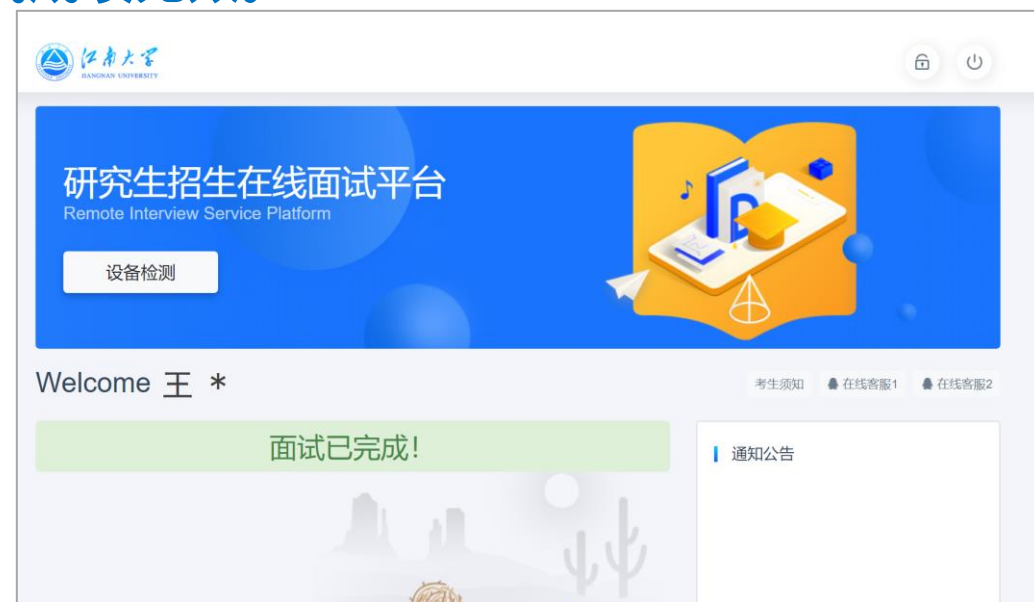 江南大学
JIANGNAN UNIVERSITY
研究生招生在线面试平台
Remote Interview Service Platform
设备检测
Welcome 王 *
考生须知 在线客服1 在线客服2
面试已完成！
通知公告